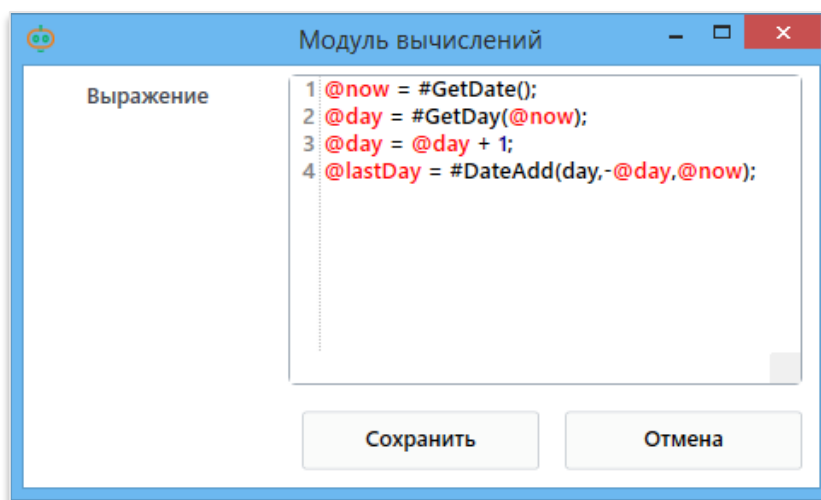 Модуль вычислений
Выражение
1 @now = #GetDate();
2 @day = #GetDay(@now);
3 @day = @day + 1;
4 @lastDay = #DateAdd(day,-@day,@now);
Сохранить
Отмена